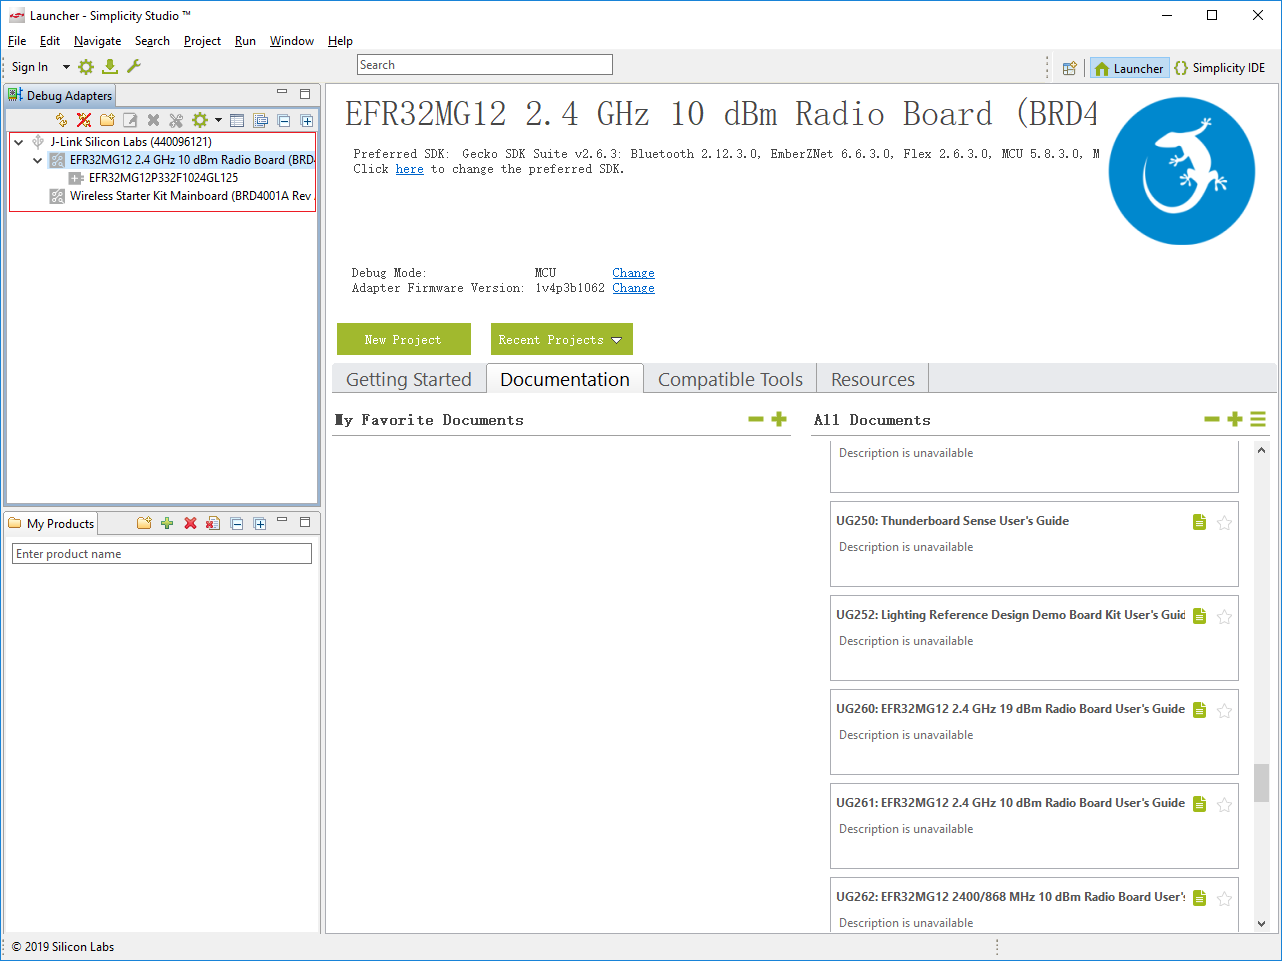 Launcher - Simplicity Studio ™
File Edit Navigate Search Project Run Window Help
Sign In
Search
Launcher
Simplicity IDE
Debug Adapters
J-Link Silicon Labs (440096121)
EFR32MG12 2.4 GHz 10 dBm Radio Board (BRD4
EFR32MG12P332F1024GL125
Wireless Starter Kit Mainboard (BRD4001A Rev
My Products
Enter product name
EFR32MG12 2.4 GHz 10 dBm Radio Board (BRD4
Preferred SDK: Gecko SDK Suite v2.6.3: Bluetooth 2.12.3.0, EmberZNet 6.6.3.0, Flex 2.6.3.0, MCU 5.8.3.0, M
Click here to change the preferred SDK.
Debug Mode: MCU Change
Adapter Firmware Version: 1v4p3b1062 Change
New Project
Recent Projects
Getting Started Documentation Compatible Tools Resources
My Favorite Documents
All Documents
Description is unavailable
UG250: Thunderboard Sense User's Guide
Description is unavailable
UG252: Lighting Reference Design Demo Board Kit User's Guid
Description is unavailable
UG260: EFR32MG12 2.4 GHz 19 dBm Radio Board User's Guide
Description is unavailable
UG261: EFR32MG12 2.4 GHz 10 dBm Radio Board User's Guide
Description is unavailable
UG262: EFR32MG12 2400/868 MHz 10 dBm Radio Board User's
Description is unavailable
© 2019 Silicon Labs